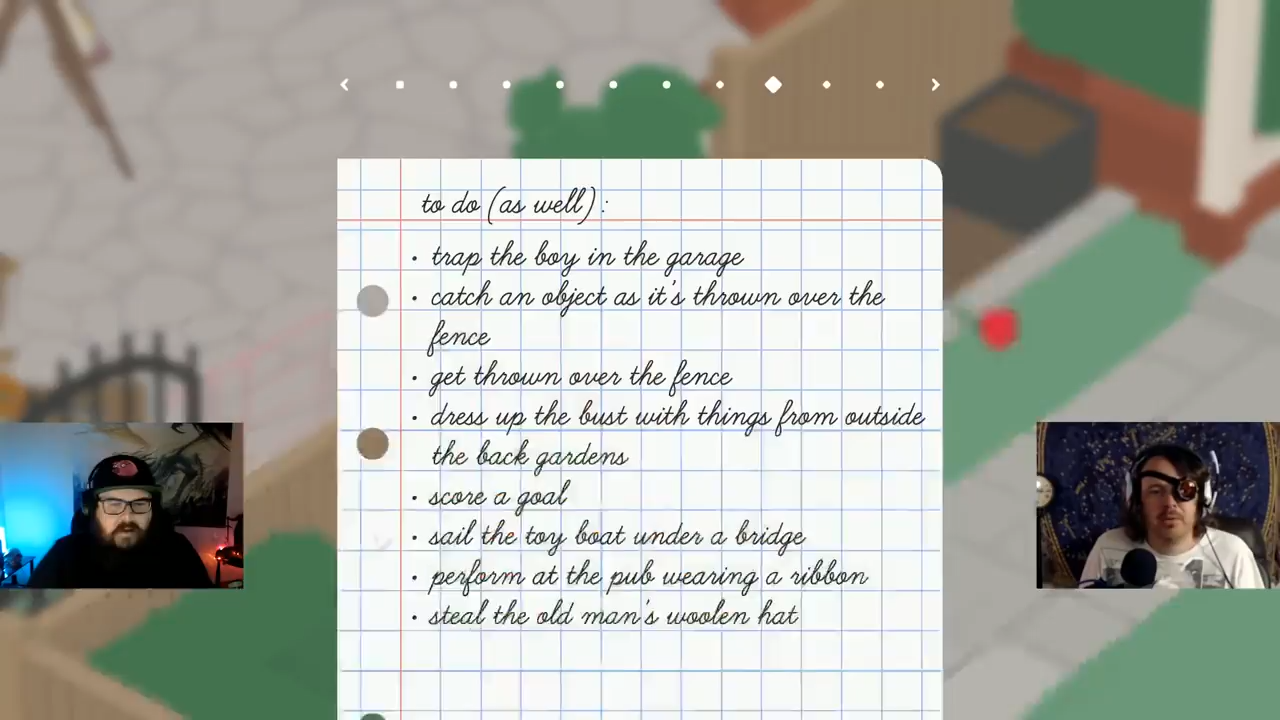 to do (as well):
• trap the boy in the garage
• catch an object as it's thrown over the
fence
• get thrown over the fence
• dress up the bust with things from outside
the back gardens
• score a goal
• sail the toy boat under a bridge
• perform at the pub wearing a ribbon
• steal the old man's woolen hat